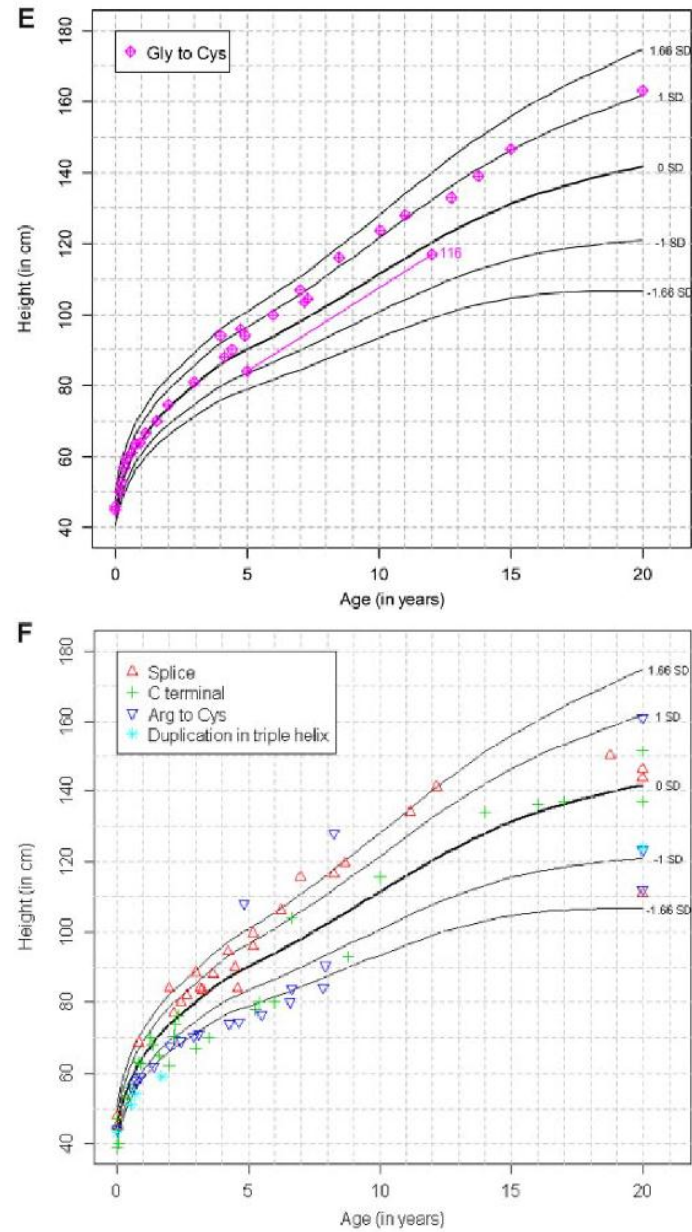 E
180
160
140
120
100
80
60
40
Height (in cm)
Gly to Cys
1.66 SD
1 SD
0 SD
-1 SD
-1.66 SD
116
0 5 10 15 20
Age (in years)
F
180
160
140
120
100
80
60
40
Height (in cm)
Splice
C terminal
Arg to Cys
Duplication in triple helix
1.66 SD
1 SD
0 SD
-1 SD
-1.66 SD
0 5 10 15 20
Age (in years)